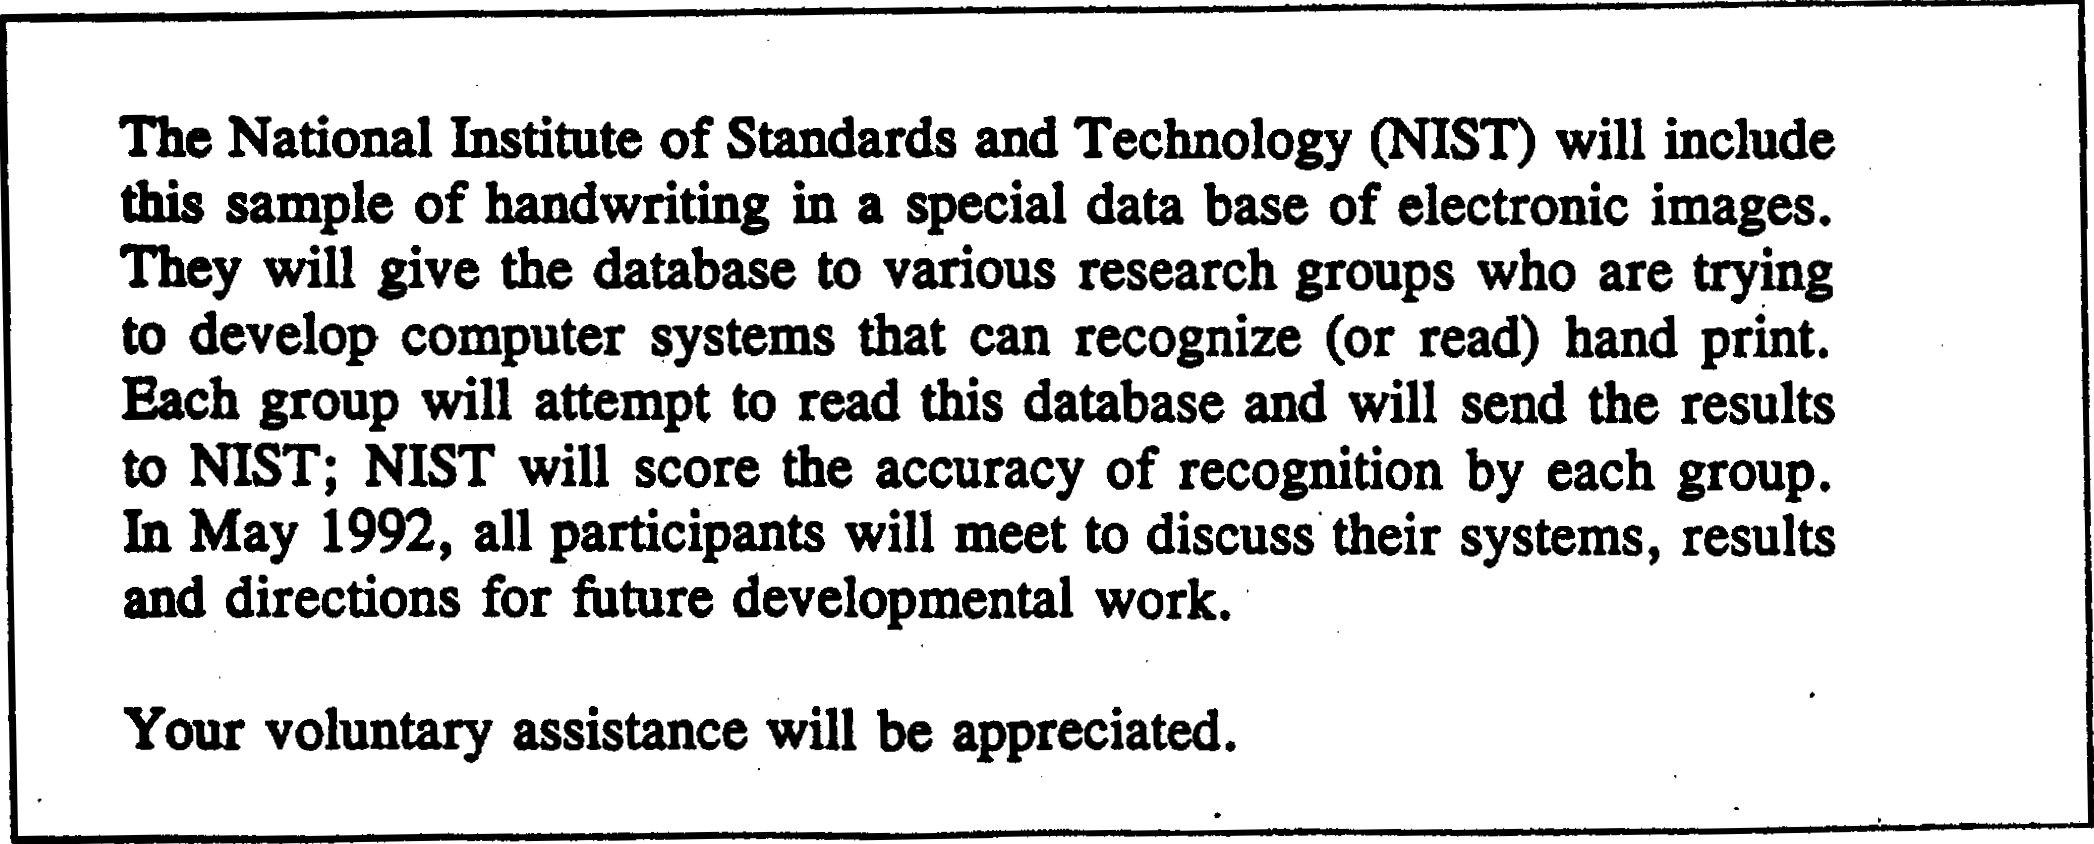 The National Institute of Standards and Technology (NIST) will include
this sample of handwriting in a special data base of electronic images.
They will give the database to various research groups who are trying
to develop computer systems that can recognize (or read) hand print.
Each group will attempt to read this database and will send the results
to NIST; NIST will score the accuracy of recognition by each group.
In May 1992, all participants will meet to discuss their systems, results
and directions for future developmental work.
Your voluntary assistance will be appreciated.